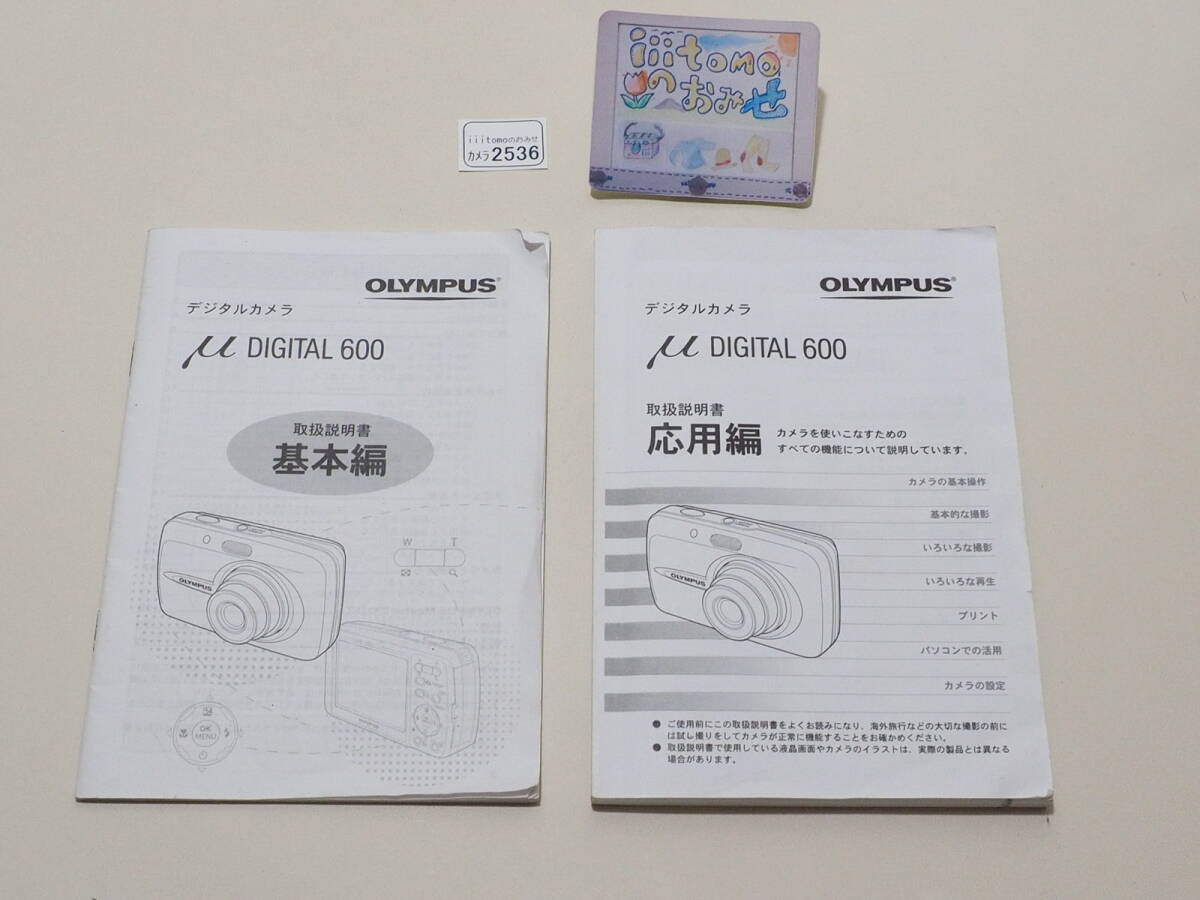 iiitomo
の
おみせ
iiitomoのおみせ
カメラ2536
OLYMPUS®
デジタルカメラ
μ DIGITAL 600
取扱説明書
基本編
W T
OLYMPUS
OK
MENU
OLYMPUS®
デジタルカメラ
μ DIGITAL 600
取扱説明書
応用編
カメラを使いこなすための
すべての機能について説明しています。
カメラの基本操作
基本的な撮影
いろいろな撮影
いろいろな再生
プリント
パソコンでの活用
カメラの設定
OLYMPUS
● ご使用前にこの取扱説明書をよくお読みになり、海外旅行などの大切な撮影の前に
は試し撮りをしてカメラが正常に機能することをお確かめください。
● 取扱説明書で使用している液晶画面やカメラのイラストは、実際の製品とは異なる
場合があります。